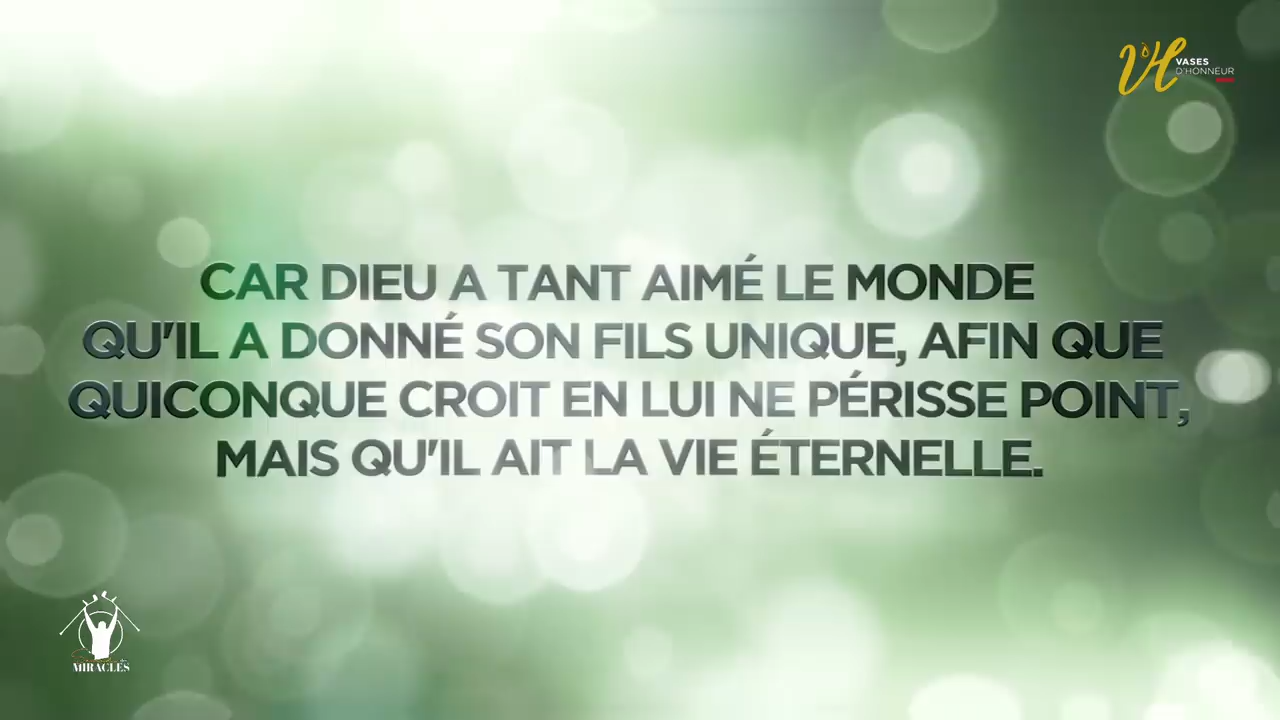 VH VASES
D'HONNEUR
CAR DIEU A TANT AIMÉ LE MONDE
QU'IL A DONNÉ SON FILS UNIQUE, AFIN QUE
QUICONQUE CROIT EN LUI NE PÉRISSE POINT,
MAIS QU'IL AIT LA VIE ÉTERNELLE.
MIRACLES